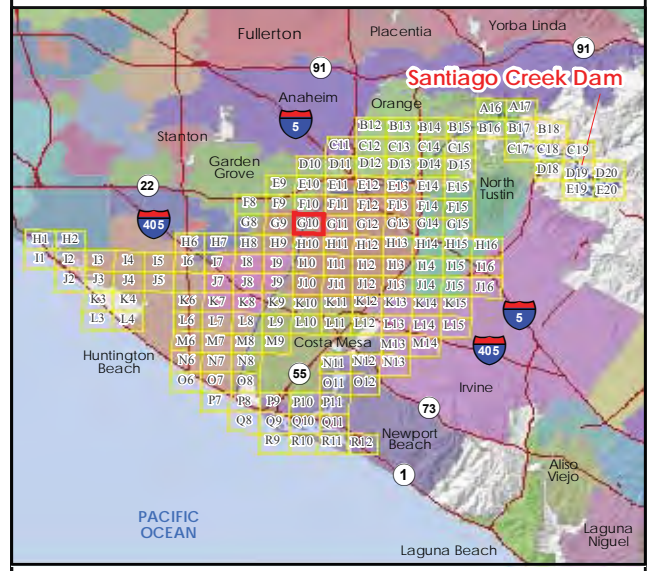 Yorba Linda
Fullerton
Placentia
91
91
Santiago Creek Dam
Anaheim
Orange
A16 A17
5
B12 B13 B14 B15 B16 B17 B18
Stanton
C11 C12 C13 C14 C15 C17 C18 C19
Garden
Grove
D10 D11 D12 D13 D14 D15 D18 D19 D20
North
Tustin
E9 E10 E11 E12 E13 E14 E15 E19 E20
22
F8 F9 F10 F11 F12 F13 F14 F15
405
G8 G9 G10 G11 G12 G13 G14 G15
H1 H2 H6 H7 H8 H9 H10 H11 H12 H13 H14 H15 H16
I1 I2 I3 I4 I5 I6 I7 I8 I9 I10 I11 I12 I13 I14 I15 I16
J2 J3 J4 J5 J7 J8 J9 J10 J11 J12 J13 J14 J15 J16
K3 K4 K6 K7 K8 K9 K10 K11 K12 K13 K14 K15
5
L3 L4 L6 L7 L8 L9 L10 L11 L12 L13 L14 L15
M6 M7 M8 M9 Costa Mesa M13 M14
405
Huntington
Beach
N6 N7 N8 N11 N12 N13
55
O6 O7 O8 O11 O12
Irvine
P7 P8 P9 P10 P11
73
Q8 Q9 Q10 Q11
Newport
Beach
R9 R10 R11 R12
1
Aliso
Viejo
PACIFIC
OCEAN
Laguna
Niguel
Laguna Beach